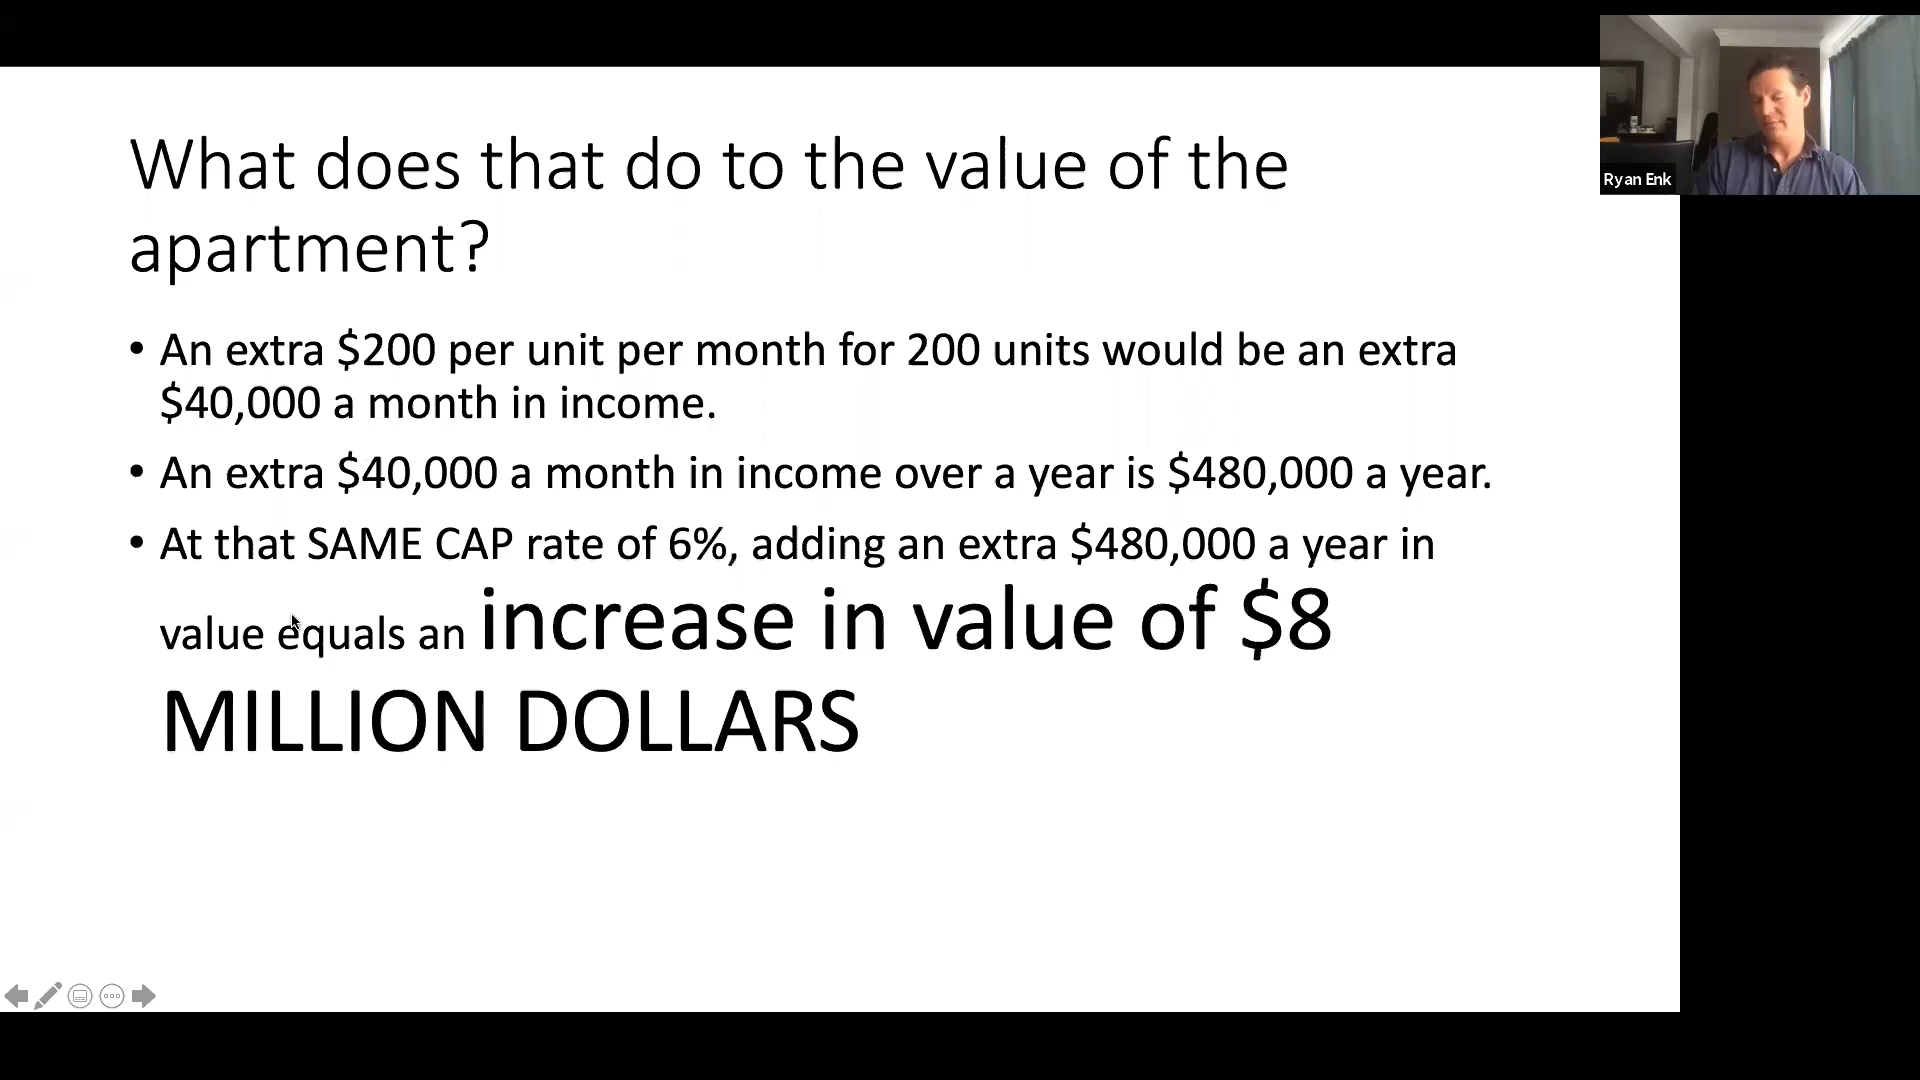 What does that do to the value of the
apartment?
• An extra $200 per unit per month for 200 units would be an extra
$40,000 a month in income.
• An extra $40,000 a month in income over a year is $480,000 a year.
• At that SAME CAP rate of 6%, adding an extra $480,000 a year in
value equals an increase in value of $8
MILLION DOLLARS
Ryan Enk